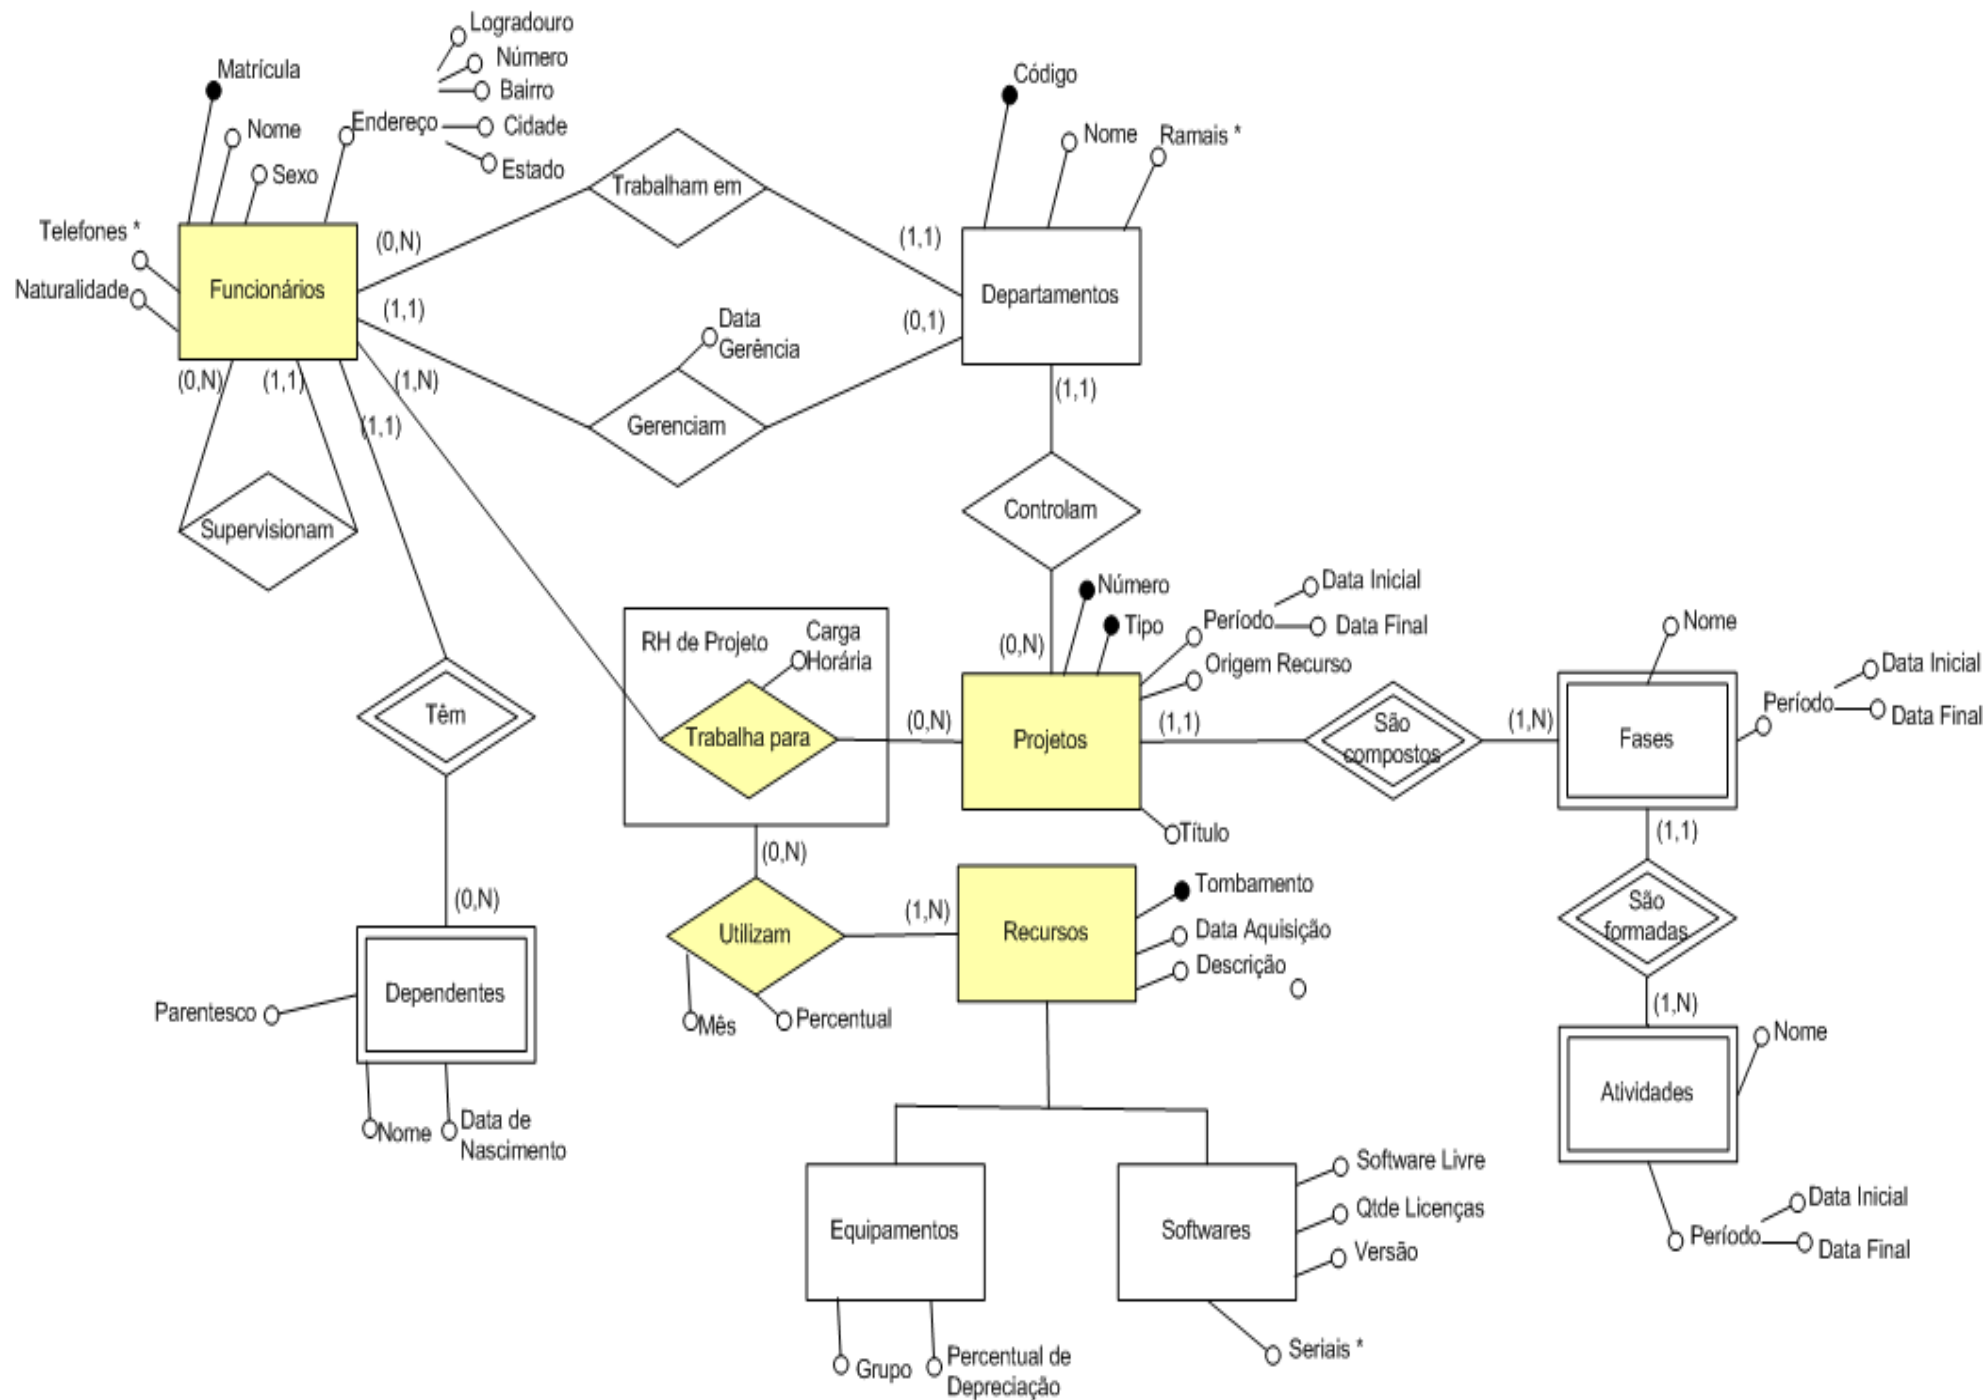 Logradouro
Número
Bairro
Cidade
Estado
Matrícula
Nome
Sexo
Endereço
Telefones *
Naturalidade
Funcionários
(0,N)
(1,1)
(0,N)
(1,1)
(1,N)
(1,1)
Trabalham em
Código
Nome
Ramais *
(1,1)
(0,1)
Departamentos
(1,1)
Data
Gerência
Gerenciam
Supervisionam
Controlam
(0,N)
Número
Tipo
Período
Data Inicial
Data Final
Origem Recurso
RH de Projeto
Carga
Horária
Trabalha para
(0,N)
Projetos
(1,1)
Título
São
compostos
(1,N)
Nome
Fases
Período
Data Inicial
Data Final
(1,1)
São
formadas
(1,N)
Atividades
Nome
Período
Data Inicial
Data Final
Têm
(0,N)
Dependentes
Parentesco
Nome
Data de
Nascimento
(0,N)
Utilizam
Mês
Percentual
(1,N)
Recursos
Tombamento
Data Aquisição
Descrição
Equipamentos
Grupo
Percentual de
Depreciação
Softwares
Software Livre
Qtde Licenças
Versão
Seriais *